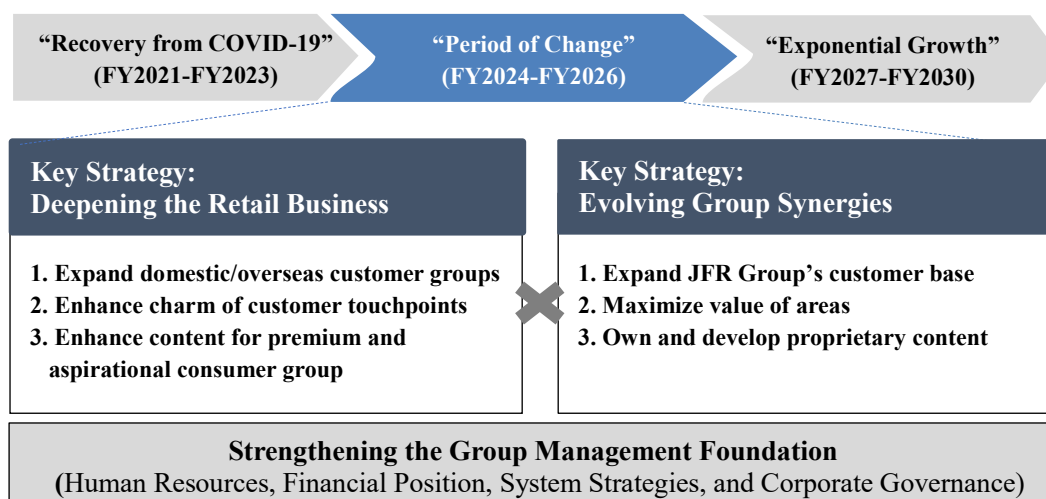 “Recovery from COVID-19”
(FY2021-FY2023)
“Period of Change”
(FY2024-FY2026)
“Exponential Growth”
(FY2027-FY2030)
Key Strategy:
Deepening the Retail Business
1. Expand domestic/overseas customer groups
2. Enhance charm of customer touchpoints
3. Enhance content for premium and
aspirational consumer group
Key Strategy:
Evolving Group Synergies
1. Expand JFR Group’s customer base
2. Maximize value of areas
3. Own and develop proprietary content
Strengthening the Group Management Foundation
(Human Resources, Financial Position, System Strategies, and Corporate Governance)